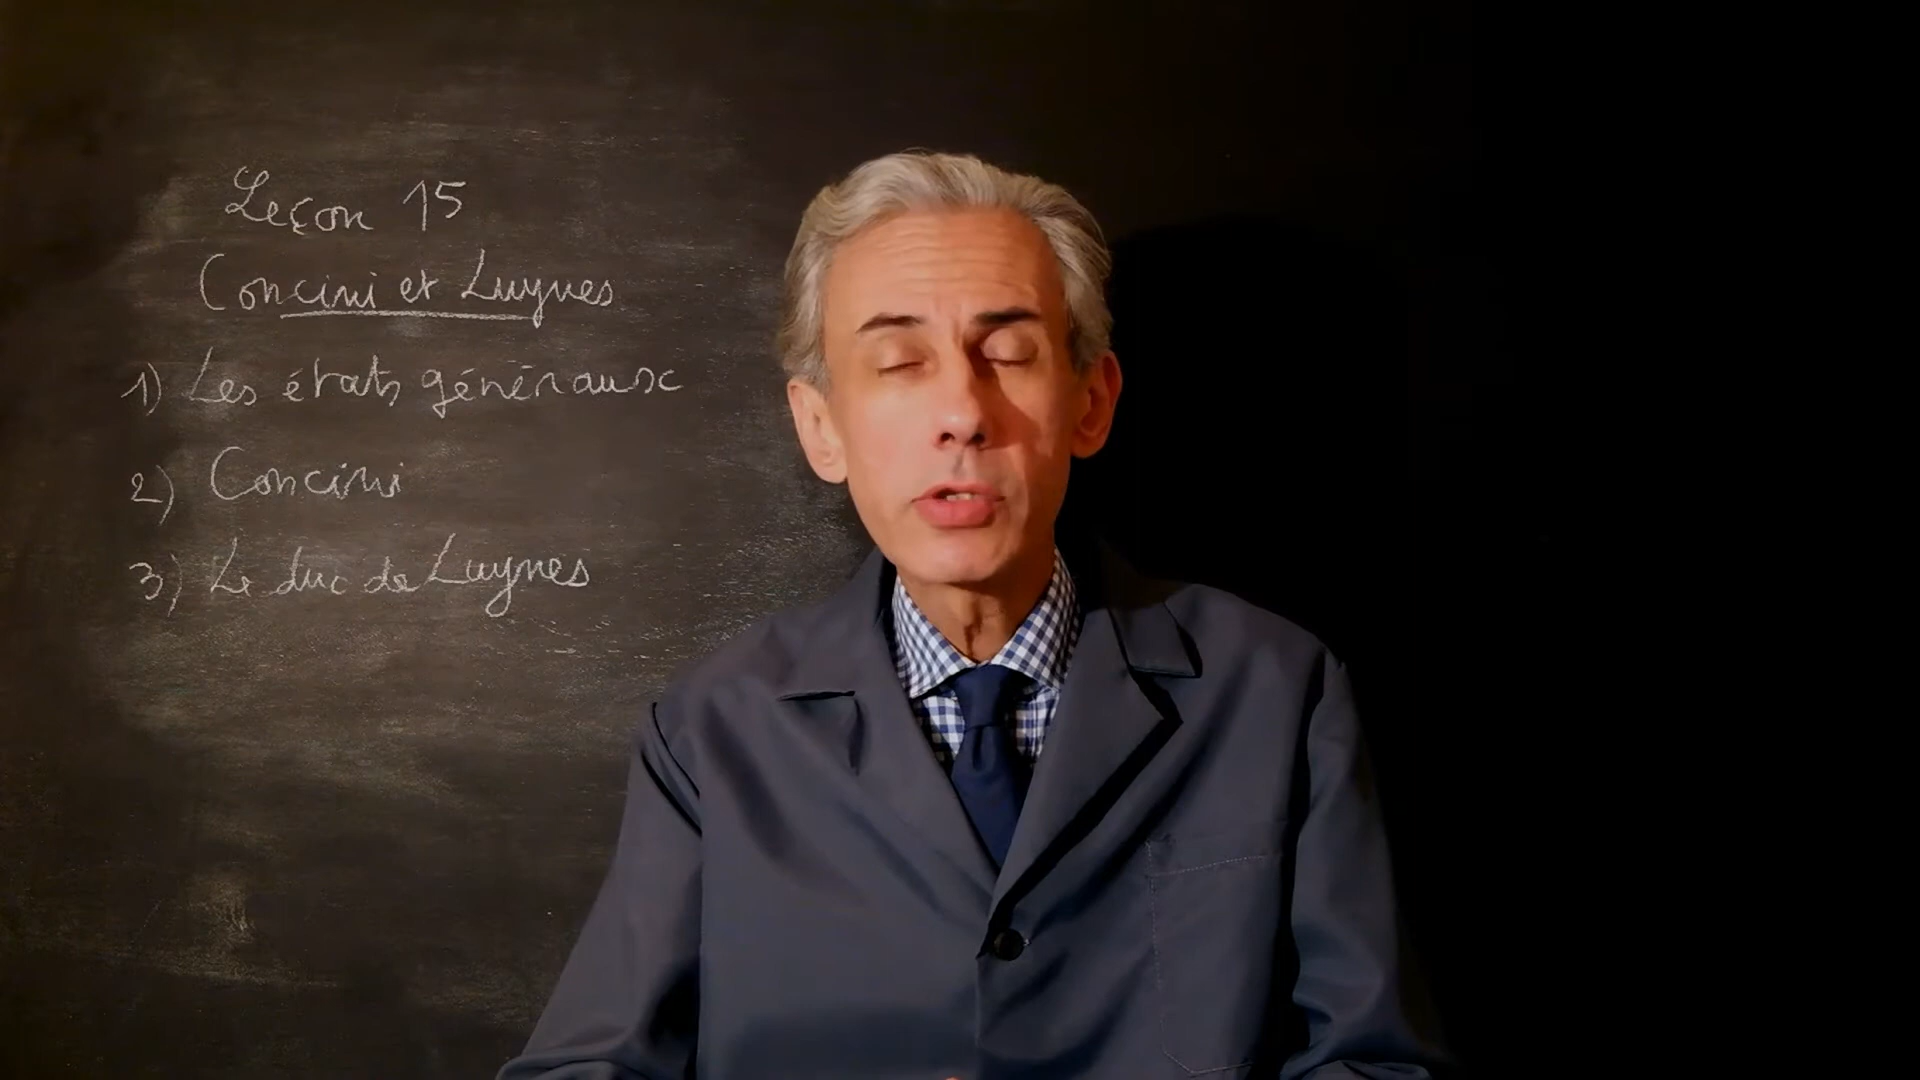 Leçon 15
Concini et Luynes
1) Les états généraux
2) Concini
3) Le duc de Luynes